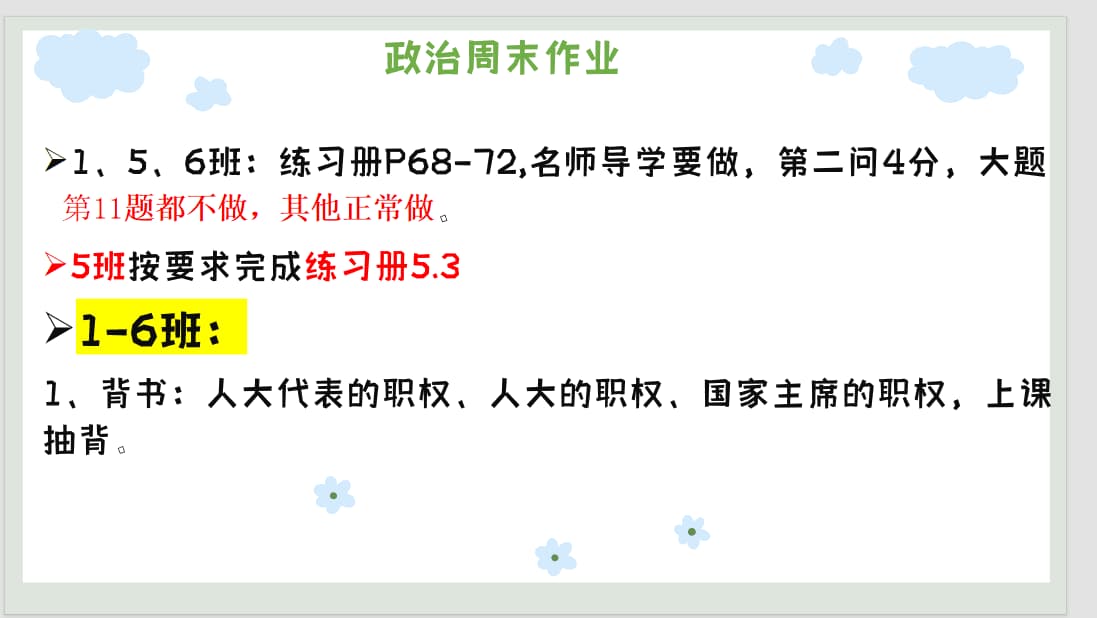 政治周末作业
➢1、5、6班：练习册P68-72,名师导学要做，第二问4分，大题
第11题都不做，其他正常做。
➢5班按要求完成练习册5.3
➢1-6班：
1、背书：人大代表的职权、人大的职权、国家主席的职权，上课
抽背。